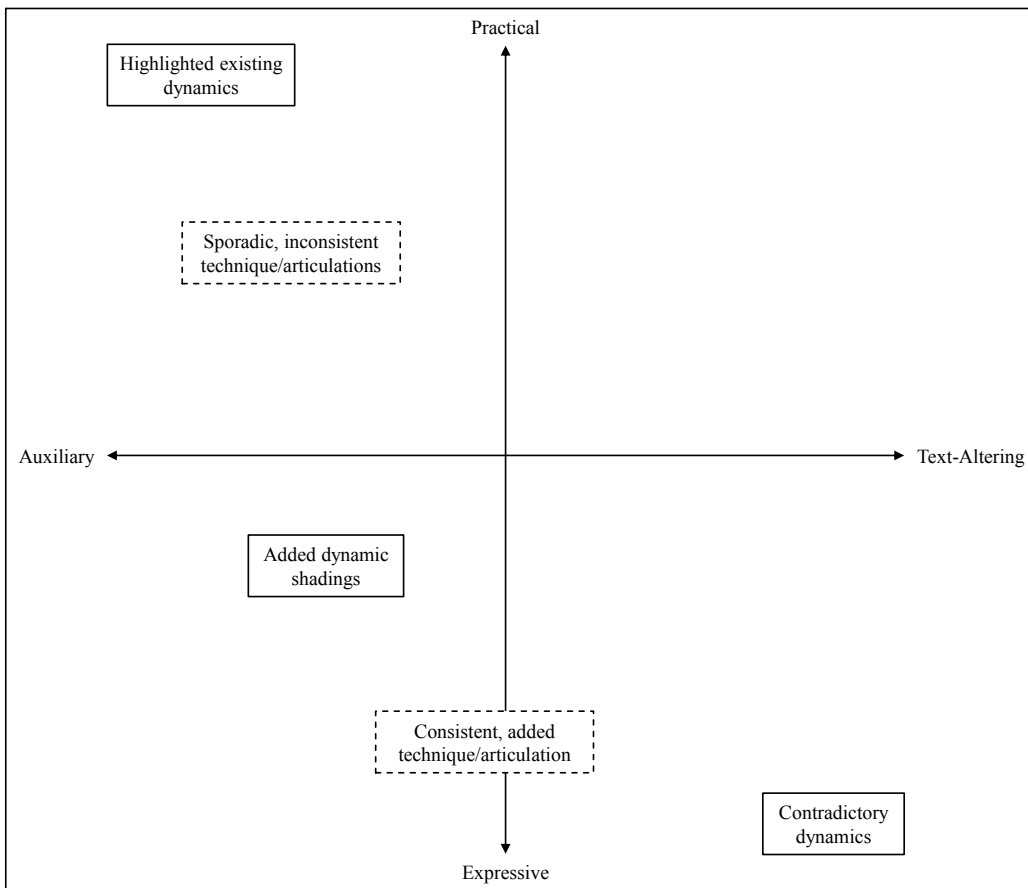 Practical
Highlighted existing
dynamics
Sporadic, inconsistent
technique/articulations
Auxiliary
Text-Altering
Added dynamic
shadings
Consistent, added
technique/articulation
Contradictory
dynamics
Expressive